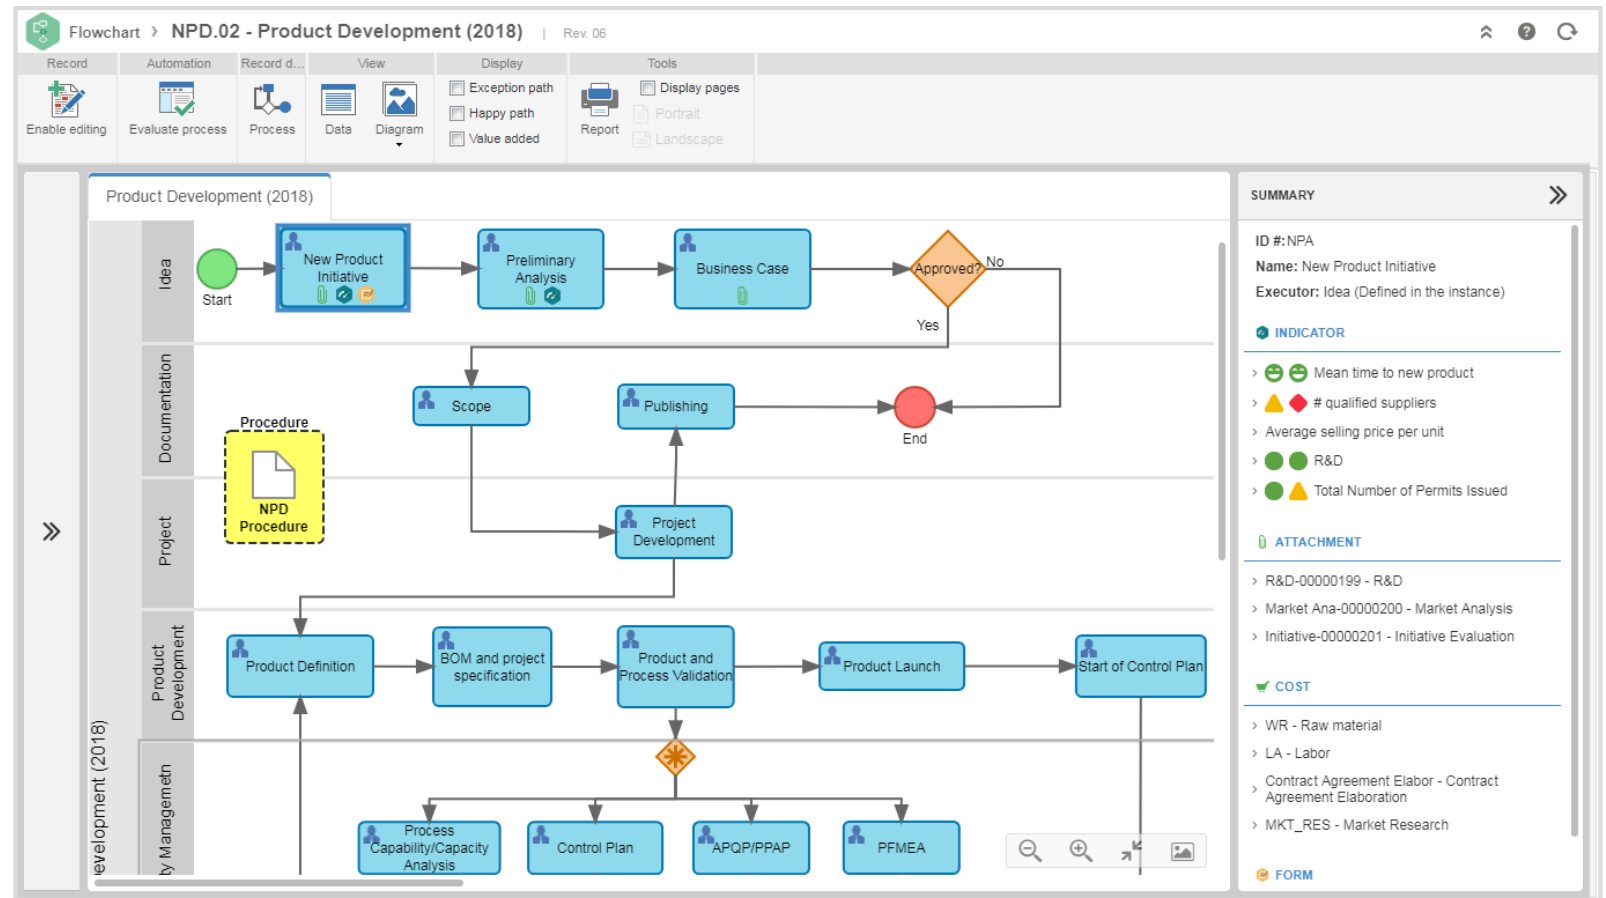 Flowchart › NPD.02 - Product Development (2018) | Rev. 06
Record
Automation
Record d...
View
Display
Tools
Enable editing
Evaluate process
Process
Data
Diagram
Exception path
Happy path
Value added
Report
Display pages
Portrait
Landscape
Product Development (2018)
evelopment (2018)
Idea
Start
New Product
Initiative
Preliminary
Analysis
Business Case
Approved?
No
Yes
Documentation
Scope
Publishing
End
Procedure
NPD
Procedure
Project
Project
Development
Product
Development
Product Definition
BOM and project
specification
Product and
Process Validation
Product Launch
Start of Control Plan
ty Managemetn
Process
Capability/Capacity
Analysis
Control Plan
APQP/PPAP
PFMEA
SUMMARY
ID #:NPA
Name: New Product Initiative
Executor: Idea (Defined in the instance)
INDICATOR
Mean time to new product
# qualified suppliers
Average selling price per unit
R&D
Total Number of Permits Issued
ATTACHMENT
R&D-00000199 - R&D
Market Ana-00000200 - Market Analysis
Initiative-00000201 - Initiative Evaluation
COST
WR - Raw material
LA - Labor
Contract Agreement Elabor - Contract
Agreement Elaboration
MKT_RES - Market Research
FORM